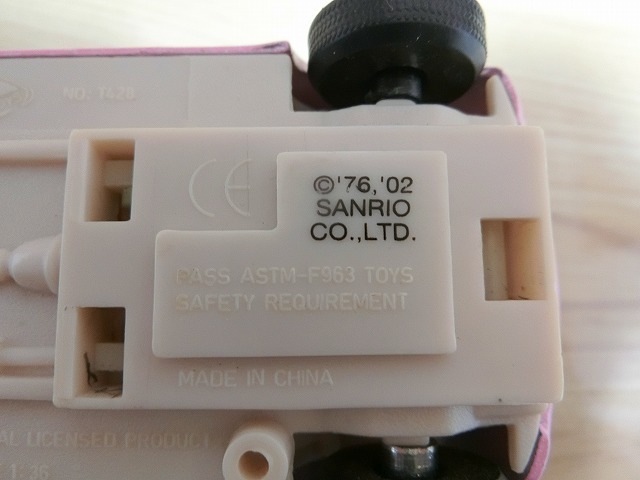 NO. T428
CE
©'76,'02
SANRIO
CO.,LTD.
PASS ASTM-F963 TOYS
SAFETY REQUIREMENT
MADE IN CHINA
AL LICENSED PRODUCT
1:36